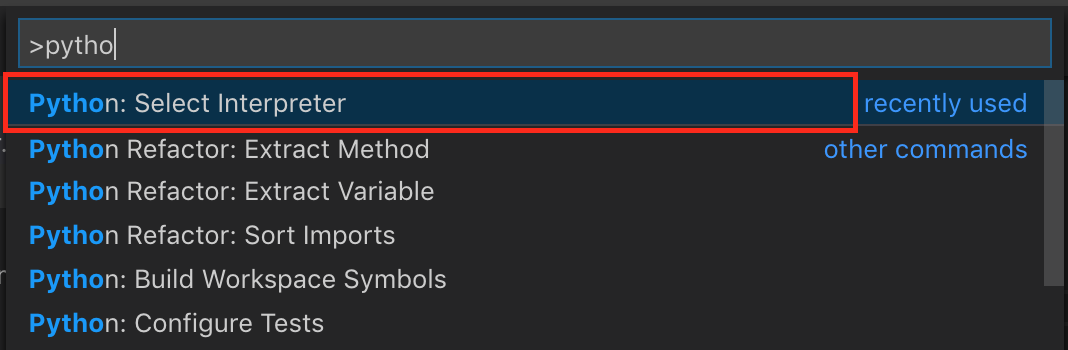 >pytho
Python: Select Interpreter recently used
Python Refactor: Extract Method other commands
Python Refactor: Extract Variable
Python Refactor: Sort Imports
Python: Build Workspace Symbols
Python: Configure Tests